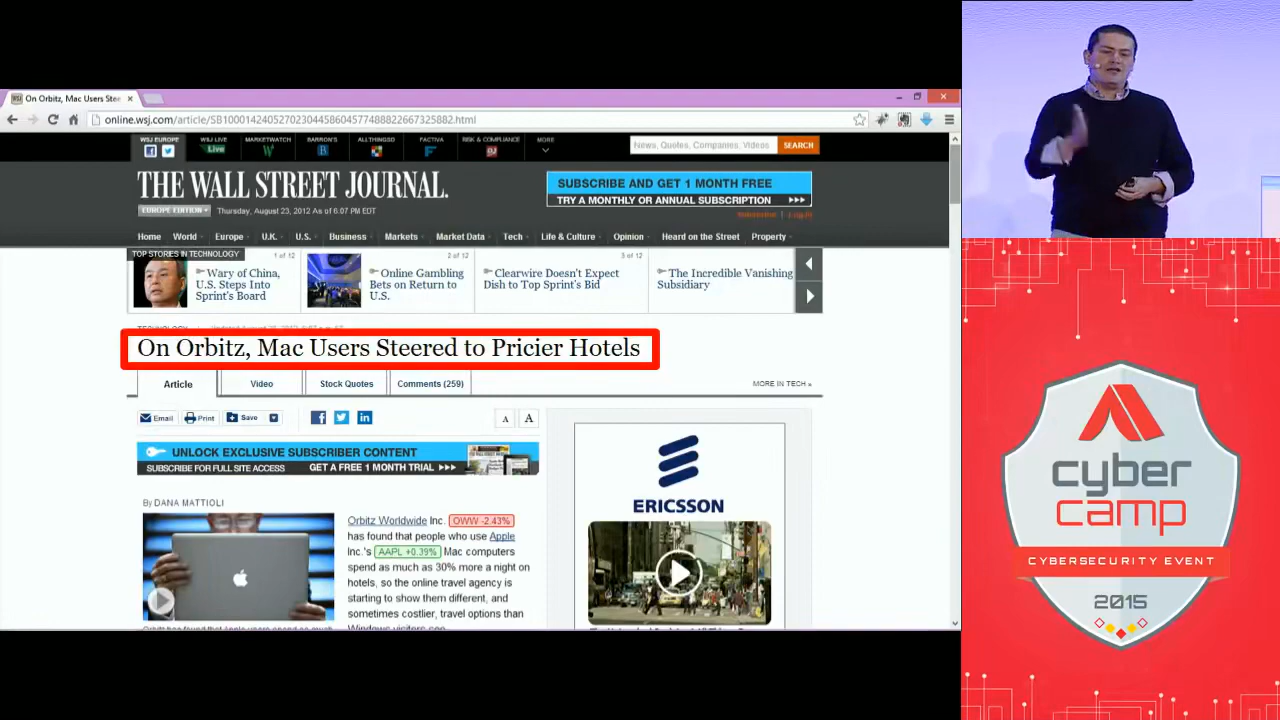 On Orbitz, Mac Users Stee
online.wsj.com/article/SB10001424052702304458604577488822667325882.html
WSJ EUROPE
WSJ LIVE
MARKETWATCH
BARRON'S
ALLTHINGSD
FACTIVA
RISK & COMPLIANCE
MORE
Live
News, Quotes, Companies, Videos
SEARCH
THE WALL STREET JOURNAL.
SUBSCRIBE AND GET 1 MONTH FREE
TRY A MONTHLY OR ANNUAL SUBSCRIPTION
EUROPE EDITION
Thursday, August 23, 2012 As of 6:07 PM EDT
Log In
Home World Europe U.K. U.S. Business Markets Market Data Tech Life & Culture Opinion Heard on the Street Property
TOP STORIES IN TECHNOLOGY
1 of 12
Wary of China,
U.S. Steps Into
Sprint's Board
2 of 12
Online Gambling
Bets on Return to
U.S.
3 of 12
Clearwire Doesn't Expect
Dish to Top Sprint's Bid
The Incredible Vanishing
Subsidiary
TECHNOLOGY
On Orbitz, Mac Users Steered to Pricier Hotels
Article
Video
Stock Quotes
Comments (259)
MORE IN TECH »
Email
Print
Save
A A
UNLOCK EXCLUSIVE SUBSCRIBER CONTENT
SUBSCRIBE FOR FULL SITE ACCESS GET A FREE 1 MONTH TRIAL
By DANA MATTIOLI
Orbitz Worldwide Inc. OWW -2.43%
has found that people who use Apple
Inc.'s AAPL +0.39% Mac computers
spend as much as 30% more a night on
hotels, so the online travel agency is
starting to show them different, and
sometimes costlier, travel options than
Windows visitors see.
ERICSSON
cyber
camp
CYBERSECURITY EVENT
2015